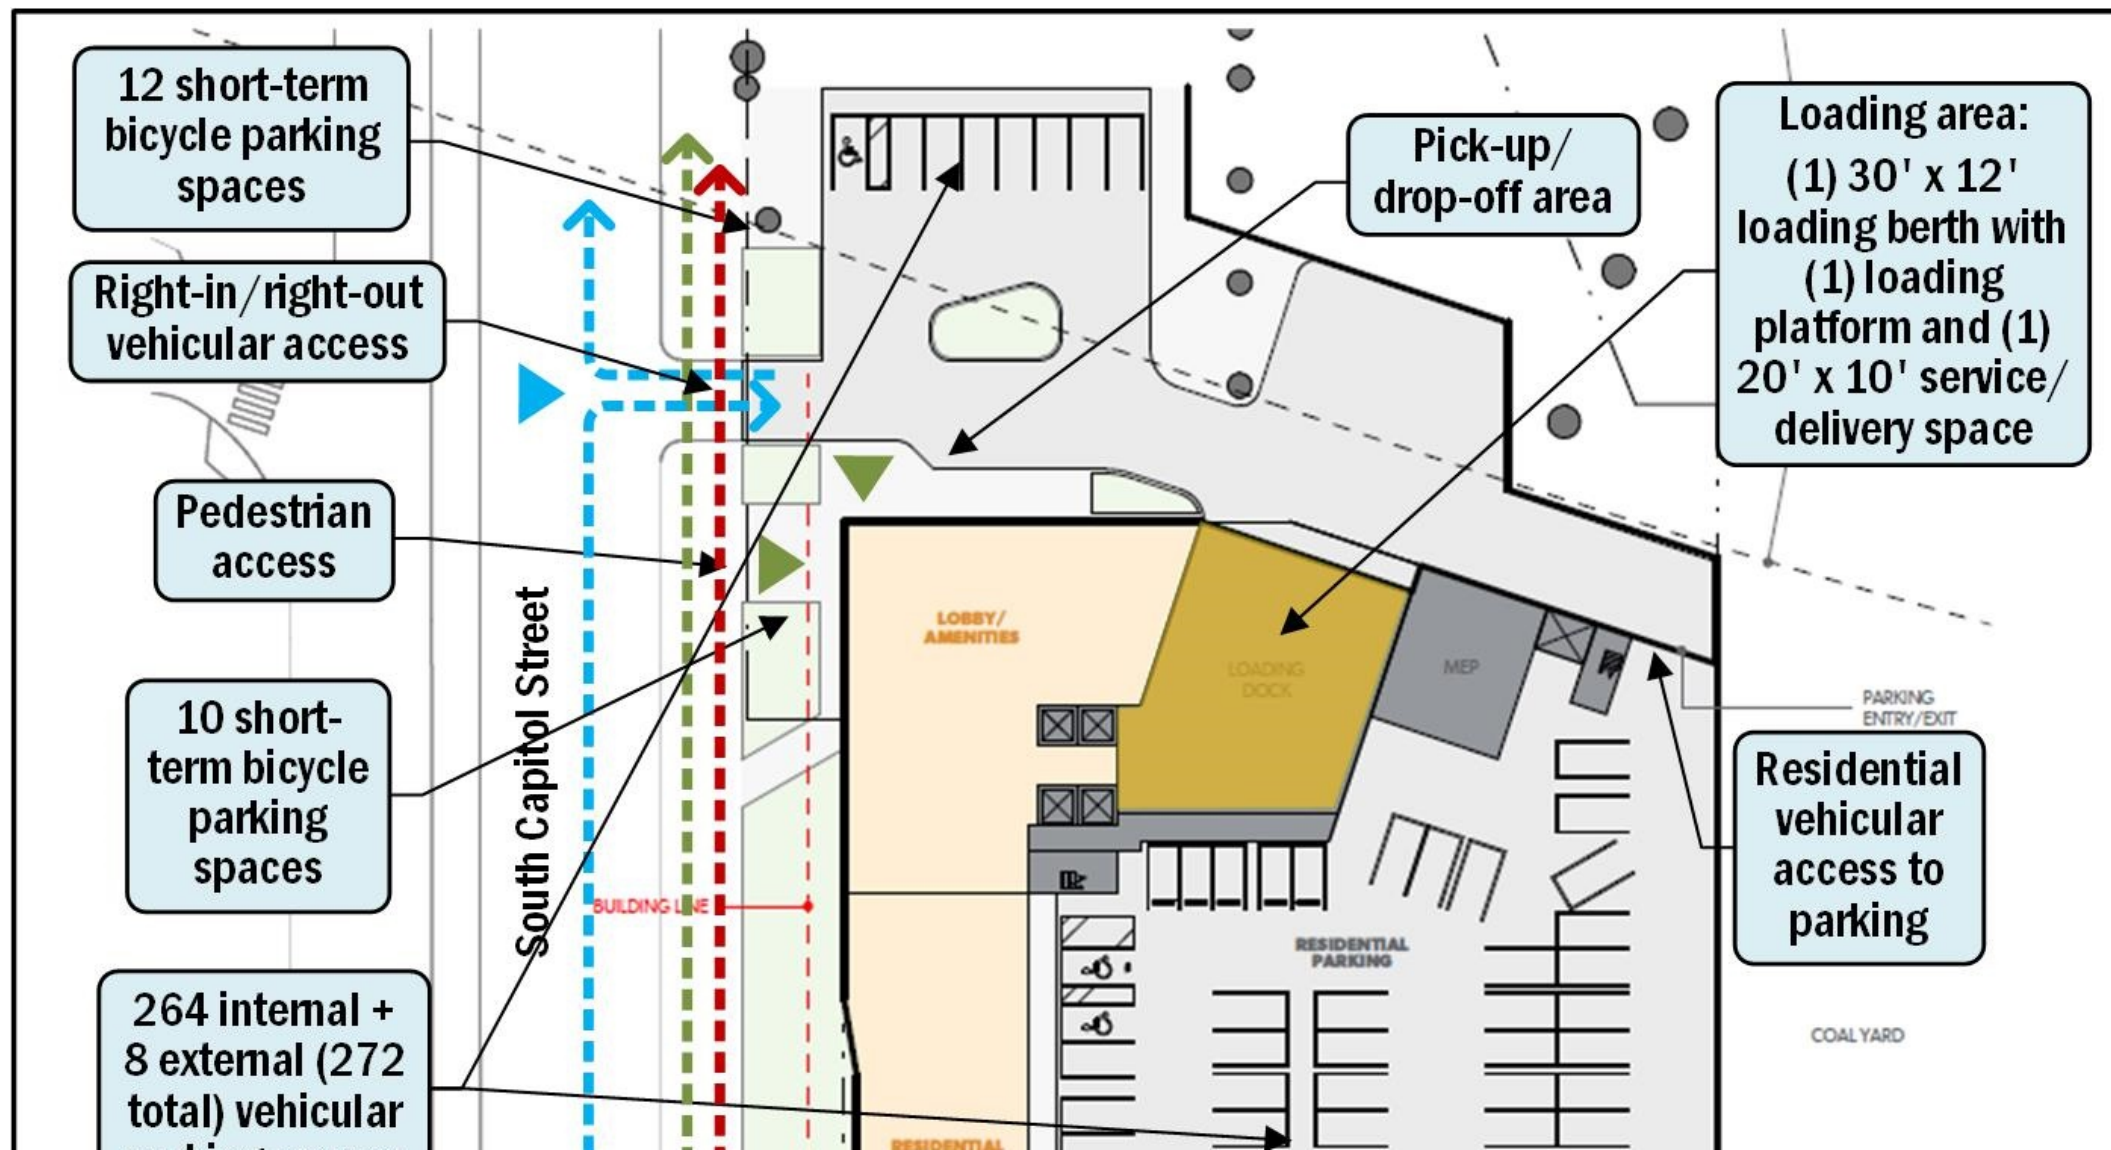 12 short-term
bicycle parking
spaces
Right-in/right-out
vehicular access
Pedestrian
access
10 short-
term bicycle
parking
spaces
264 internal +
8 external (272
total) vehicular
South Capitol Street
BUILDING LINE
Pick-up/
drop-off area
Loading area:
(1) 30' x 12'
loading berth with
(1) loading
platform and (1)
20' x 10' service/
delivery space
LOBBY/
AMENITIES
LOADING
DOCK
MEP
PARKING
ENTRY/EXIT
Residential
vehicular
access to
parking
RESIDENTIAL
PARKING
COAL YARD
RESIDENTIAL